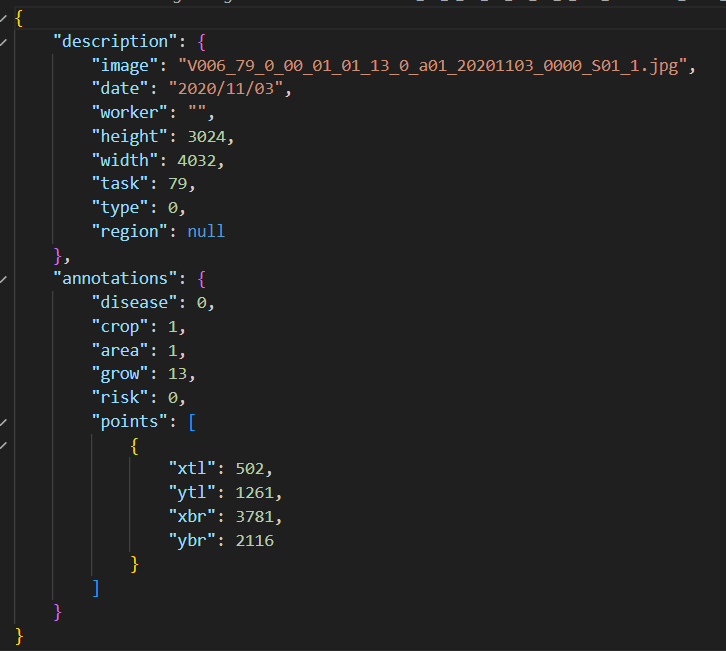 {
"description": {
"image": "V006_79_0_00_01_01_13_0_a01_20201103_0000_S01_1.jpg",
"date": "2020/11/03",
"worker": "",
"height": 3024,
"width": 4032,
"task": 79,
"type": 0,
"region": null
},
"annotations": {
"disease": 0,
"crop": 1,
"area": 1,
"grow": 13,
"risk": 0,
"points": [
{
"xtl": 502,
"ytl": 1261,
"xbr": 3781,
"ybr": 2116
}
]
}
}